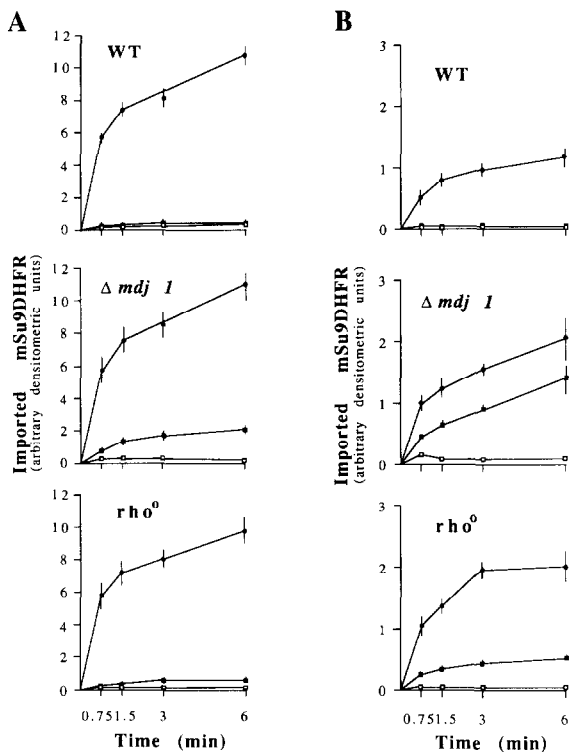 A
WT
12
10
8
6
4
2
0
Δ mdj 1
12
10
8
6
4
2
0
Imported mSu9DHFR
(arbitrary densitometric units)
rho⁰
12
10
8
6
4
2
0
0.75 1.5 3 6
Time (min)
B
WT
3
2
1
0
Δ mdj 1
3
2
1
0
Imported mSu9DHFR
(arbitrary densitometric units)
rho⁰
3
2
1
0
0.75 1.5 3 6
Time (min)